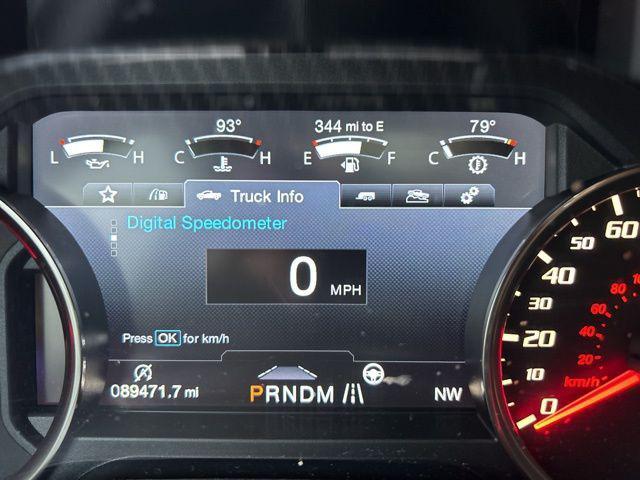 93° 344 mi to E 79°
L H C H E F C H
Truck Info
Digital Speedometer
0 MPH
Press OK for km/h
089471.7 mi PRNDM NW
60
50
40
30
20
10
0
80
60
40
20
km/h